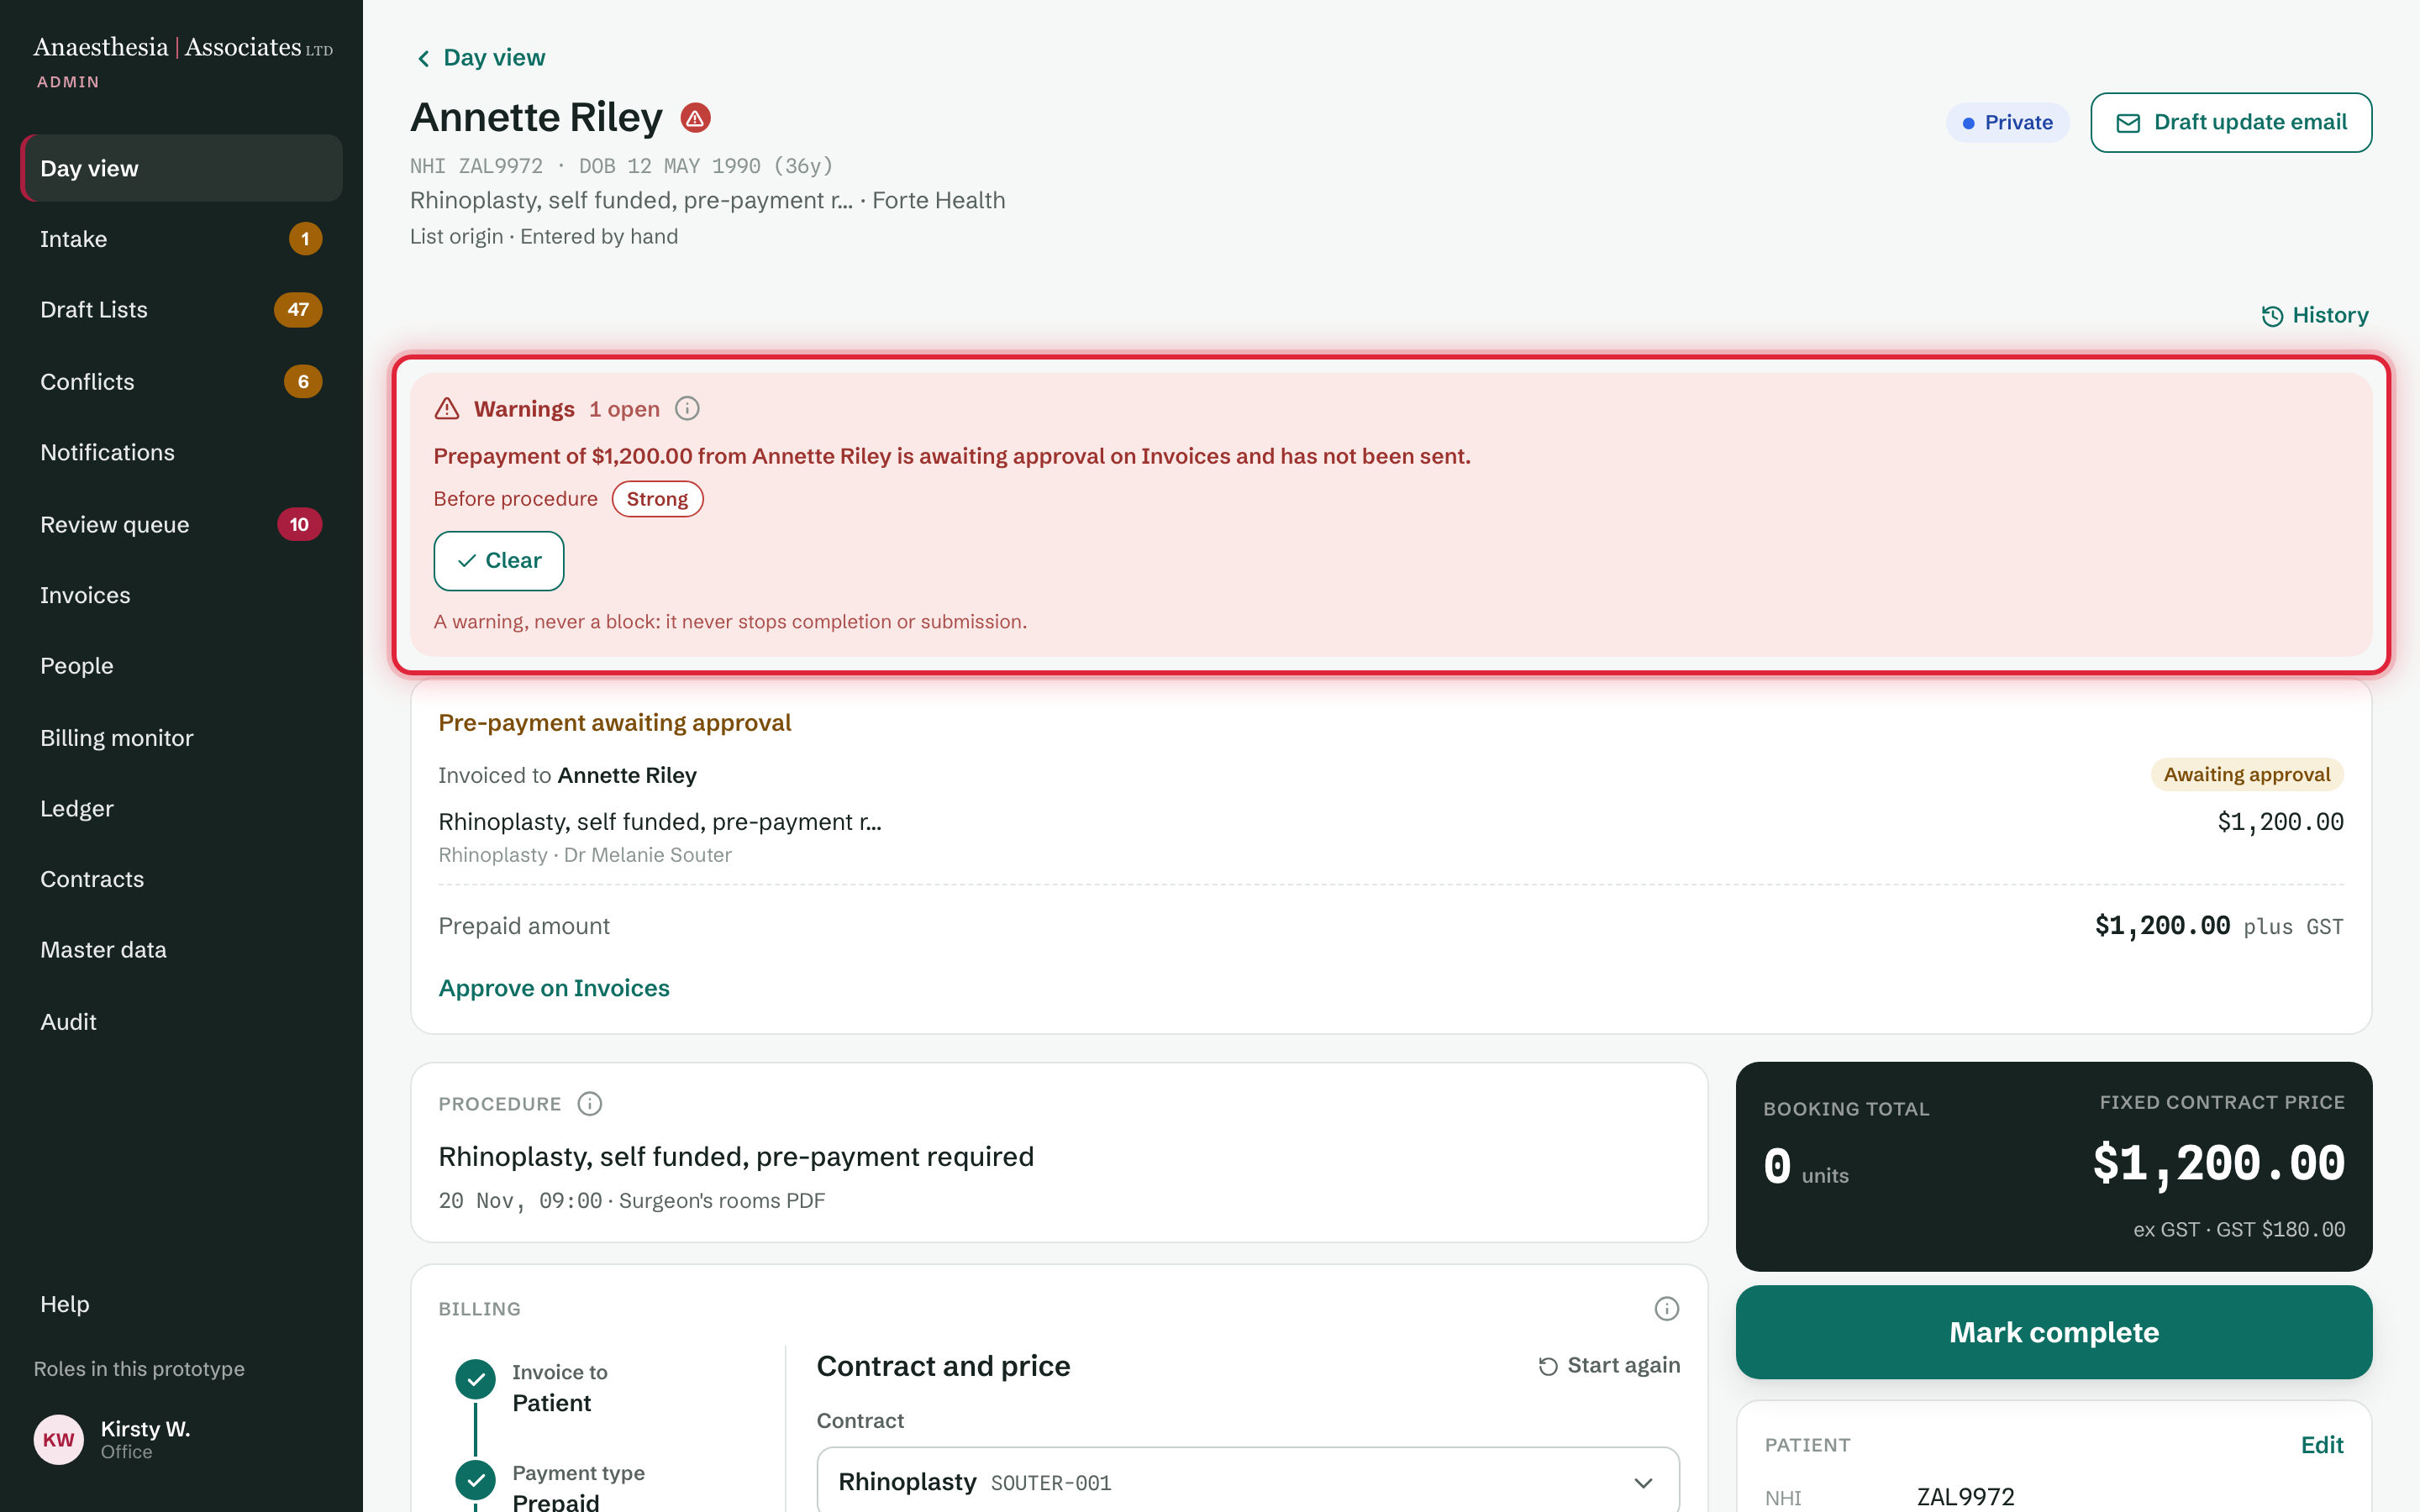 Anaesthesia | Associates LTD
ADMIN
Day view
Intake 1
Draft Lists 47
Conflicts 6
Notifications
Review queue 10
Invoices
People
Billing monitor
Ledger
Contracts
Master data
Audit
Help
Roles in this prototype
KW
Kirsty W.
Office
Day view
Annette Riley
Private
Draft update email
NHI ZAL9972 · DOB 12 MAY 1990 (36y)
Rhinoplasty, self funded, pre-payment r... · Forte Health
List origin · Entered by hand
History
Warnings 1 open
Prepayment of $1,200.00 from Annette Riley is awaiting approval on Invoices and has not been sent.
Before procedure Strong
Clear
A warning, never a block: it never stops completion or submission.
Pre-payment awaiting approval
Invoiced to Annette Riley
Awaiting approval
Rhinoplasty, self funded, pre-payment r... $1,200.00
Rhinoplasty · Dr Melanie Souter
Prepaid amount $1,200.00 plus GST
Approve on Invoices
PROCEDURE
Rhinoplasty, self funded, pre-payment required
20 Nov, 09:00 · Surgeon's rooms PDF
BILLING
Invoice to
Patient
Payment type
Prepaid
Contract and price
Start again
Contract
Rhinoplasty SOUTER-001
BOOKING TOTAL
0 units
FIXED CONTRACT PRICE
$1,200.00
ex GST · GST $180.00
Mark complete
PATIENT
Edit
NHI ZAL9972